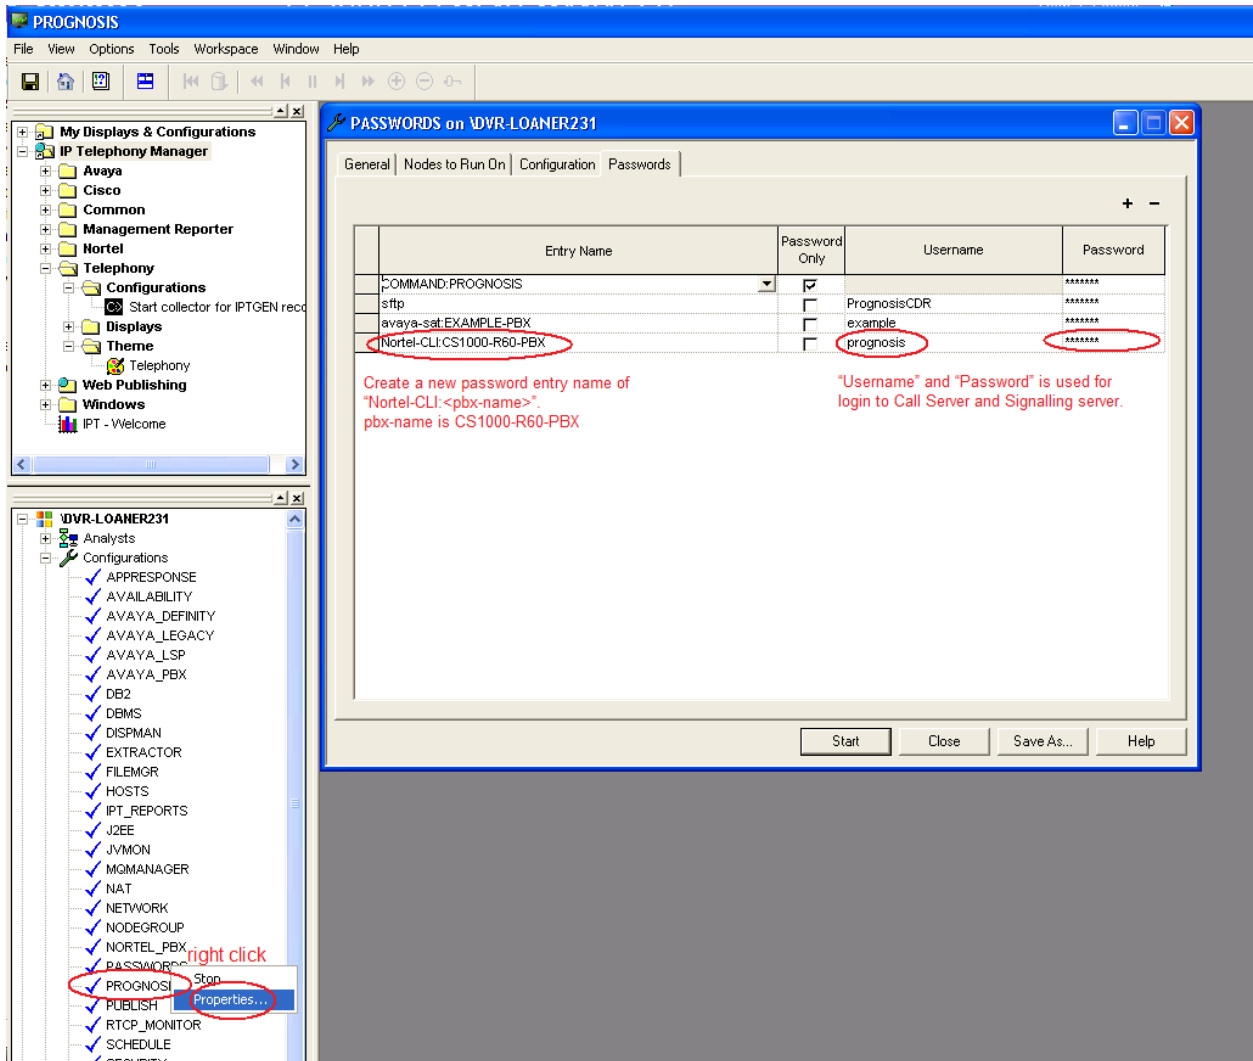 PROGNOSIS
File View Options Tools Workspace Window Help
My Displays & Configurations
IP Telephony Manager
Avaya
Cisco
Common
Management Reporter
Nortel
Telephony
Configurations
Start collector for IPTGEN reco
Displays
Theme
Telephony
Web Publishing
Windows
IPT - Welcome
\DVR-LOANER231
Analysts
Configurations
APPRESPONSE
AVAILABILITY
AVAYA_DEFINITY
AVAYA_LEGACY
AVAYA_LSP
AVAYA_PBX
DB2
DBMS
DISPMAN
EXTRACTOR
FILEMGR
HOSTS
IPT_REPORTS
J2EE
JVMON
MQMANAGER
NAT
NETWORK
NODEGROUP
NORTEL_PBX
right click
PASSWORDS
Stop
PROGNOSI
Properties...
PUBLISH
RTCP_MONITOR
SCHEDULE
SECURITY
PASSWORDS on \DVR-LOANER231
General Nodes to Run On Configuration Passwords
+ −
Entry Name Password Only Username Password
COMMAND:PROGNOSIS *******
sftp PrognosisCDR *******
avaya-sat:EXAMPLE-PBX example *******
Nortel-CLI:CS1000-R60-PBX prognosis *******
Create a new password entry name of
“Nortel-CLI:<pbx-name>”.
pbx-name is CS1000-R60-PBX
“Username” and “Password” is used for
login to Call Server and Signalling server.
Start Close Save As... Help